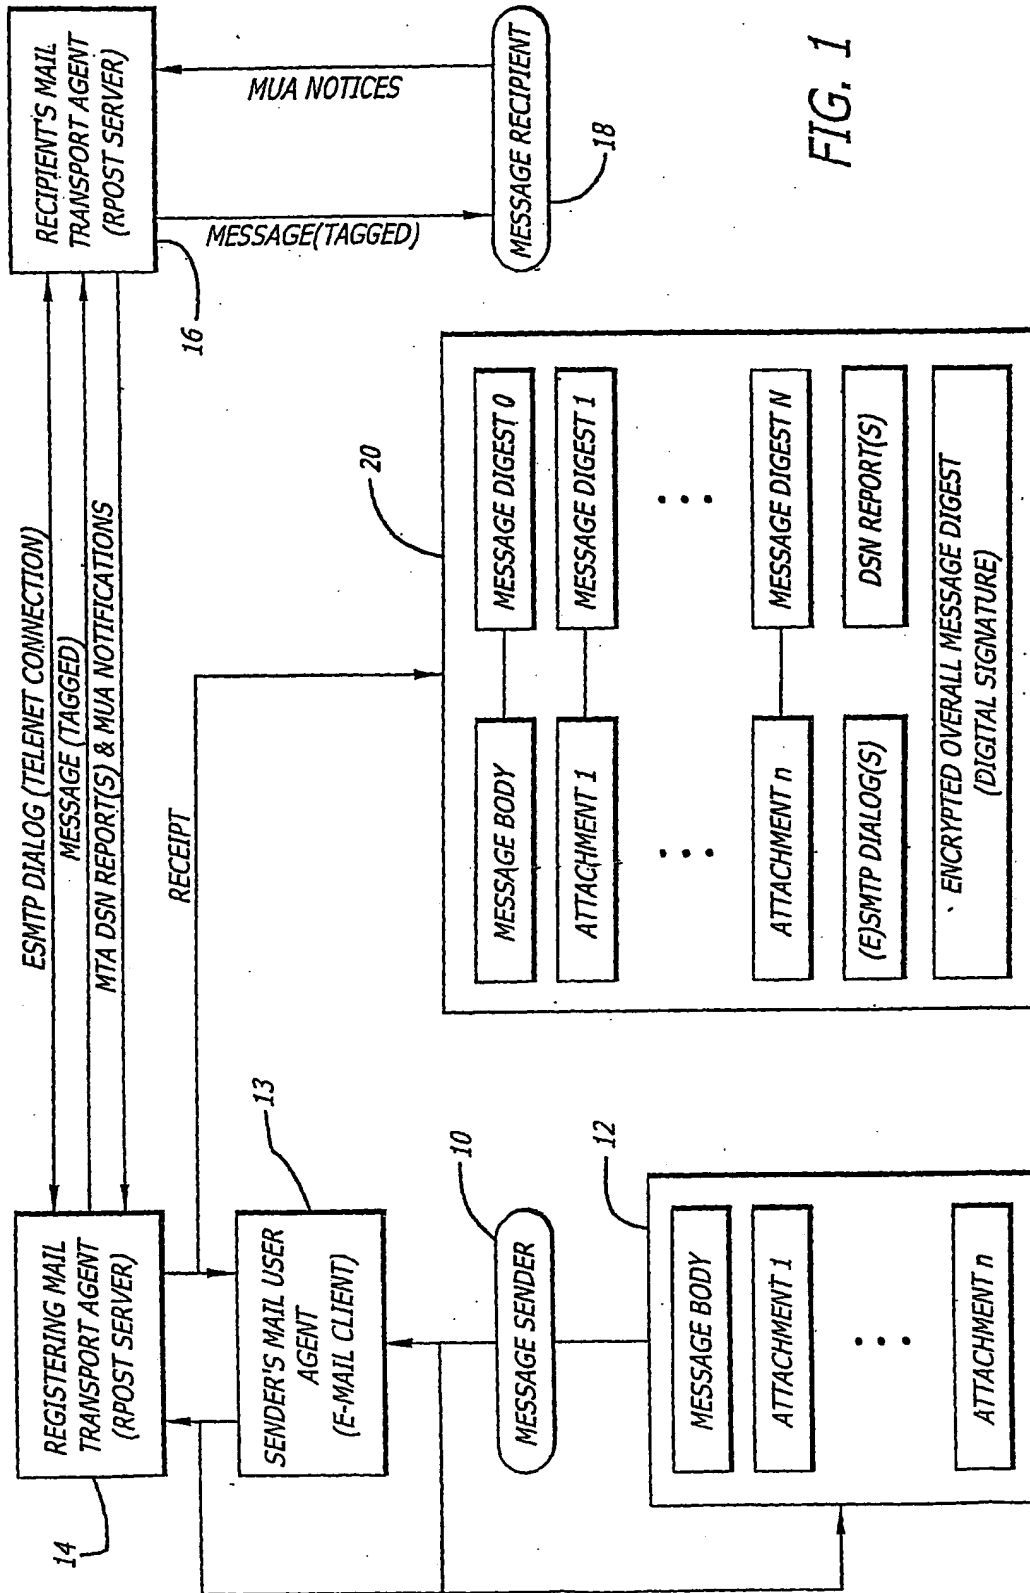 REGISTERING MAIL
TRANSPORT AGENT
(RPOST SERVER)
14
ESMTP DIALOG (TELENET CONNECTION)
MESSAGE (TAGGED)
MTA DSN REPORT(S) & MUA NOTIFICATIONS
RECIPIENT'S MAIL
TRANSPORT AGENT
(RPOST SERVER)
16
RECEIPT
SENDER'S MAIL USER
AGENT
(E-MAIL CLIENT)
13
MESSAGE(TAGGED)
MUA NOTICES
MESSAGE SENDER
10
MESSAGE RECIPIENT
18
12
MESSAGE BODY
ATTACHMENT 1
• • •
ATTACHMENT n
20
MESSAGE BODY
MESSAGE DIGEST 0
ATTACHMENT 1
MESSAGE DIGEST 1
• • •
• • •
ATTACHMENT n
MESSAGE DIGEST N
(E)SMTP DIALOG(S)
DSN REPORT(S)
ENCRYPTED OVERALL MESSAGE DIGEST
(DIGITAL SIGNATURE)
FIG. 1